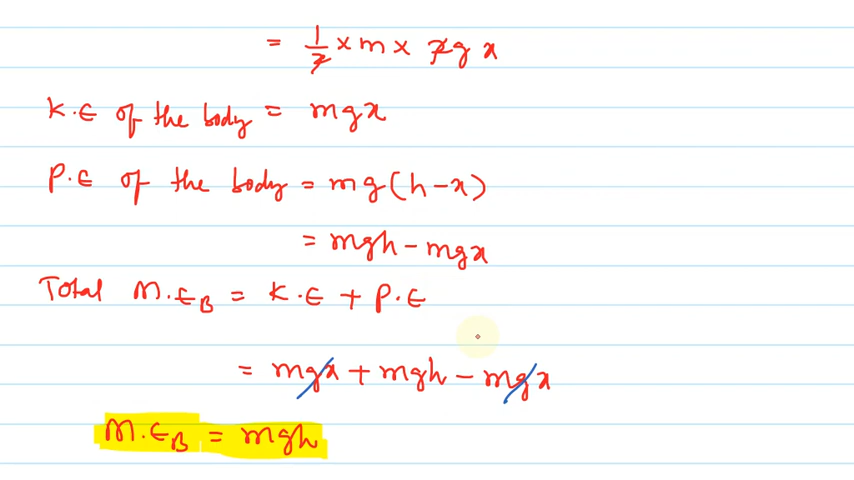 = 1/2 × m × 2g x
K.E of the body = mgx
P.E of the body = mg(h-x)
= mgh - mgx
Total M.E_B = K.E + P.E
= mgx + mgh - mgx
M.E_B = mgh